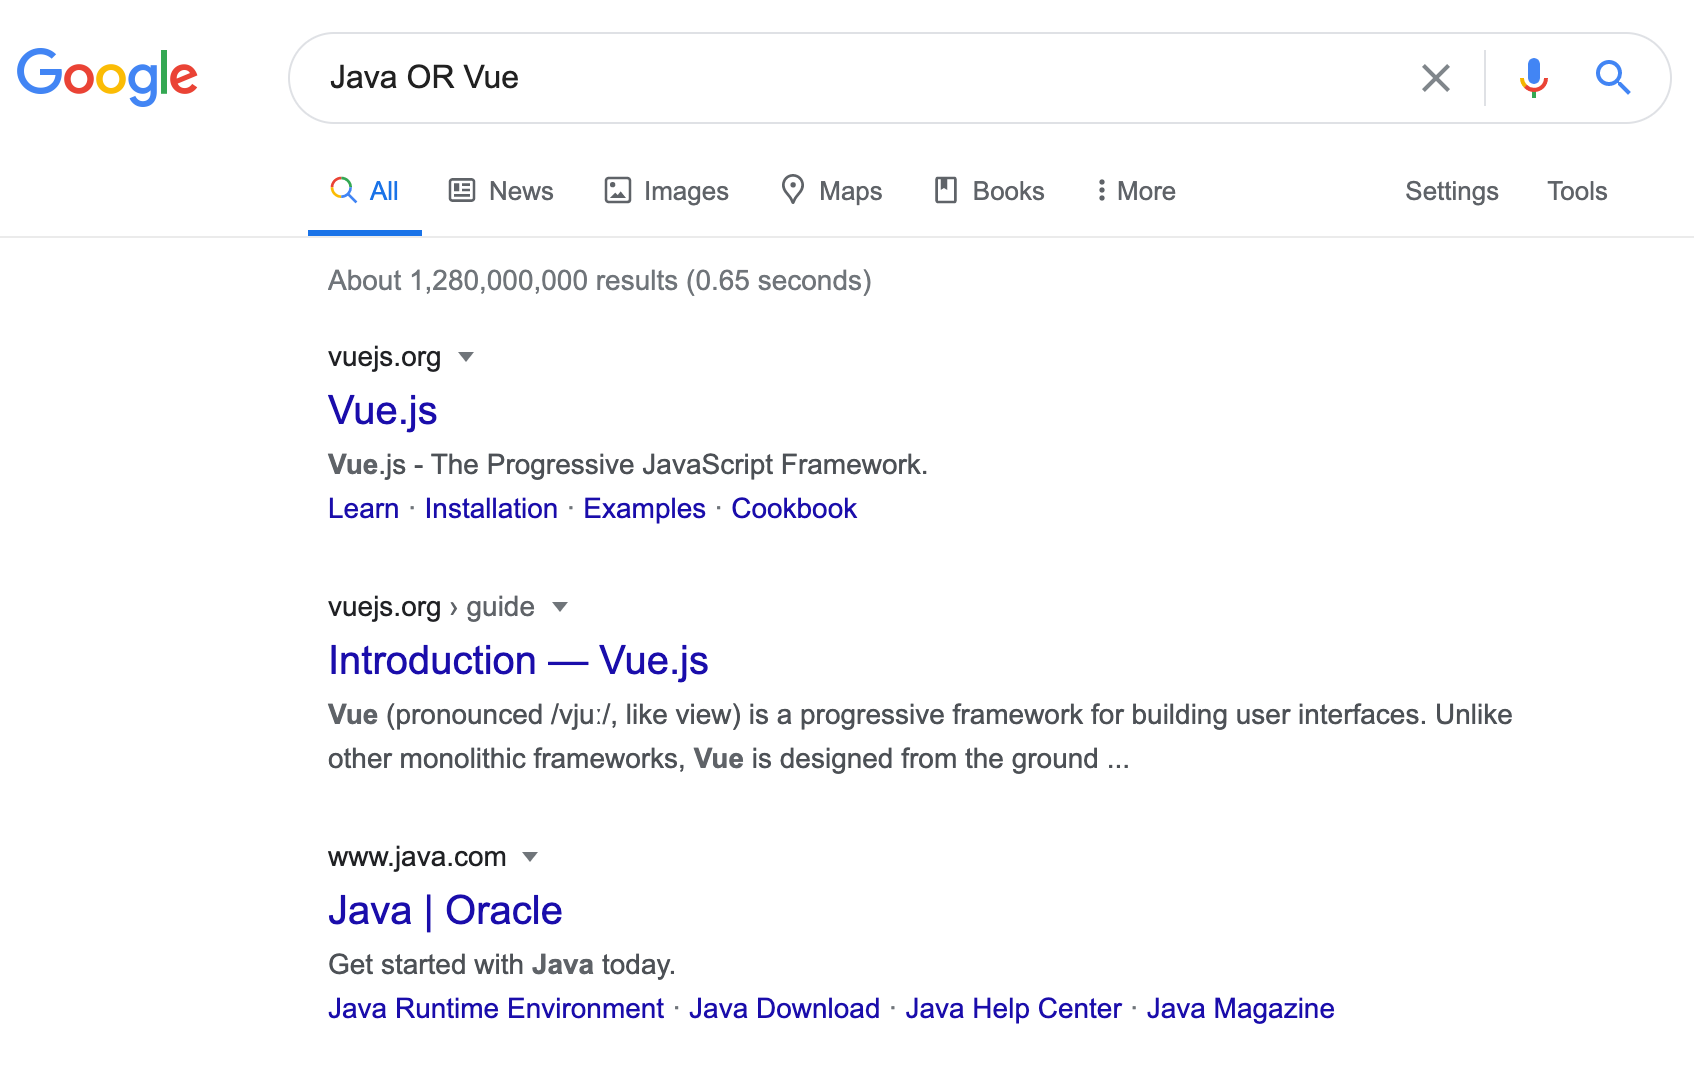 Google
Java OR Vue
All News Images Maps Books More Settings Tools
About 1,280,000,000 results (0.65 seconds)
vuejs.org
Vue.js
Vue.js - The Progressive JavaScript Framework.
Learn · Installation · Examples · Cookbook
vuejs.org › guide
Introduction — Vue.js
Vue (pronounced /vjuː/, like view) is a progressive framework for building user interfaces. Unlike
other monolithic frameworks, Vue is designed from the ground ...
www.java.com
Java | Oracle
Get started with Java today.
Java Runtime Environment · Java Download · Java Help Center · Java Magazine